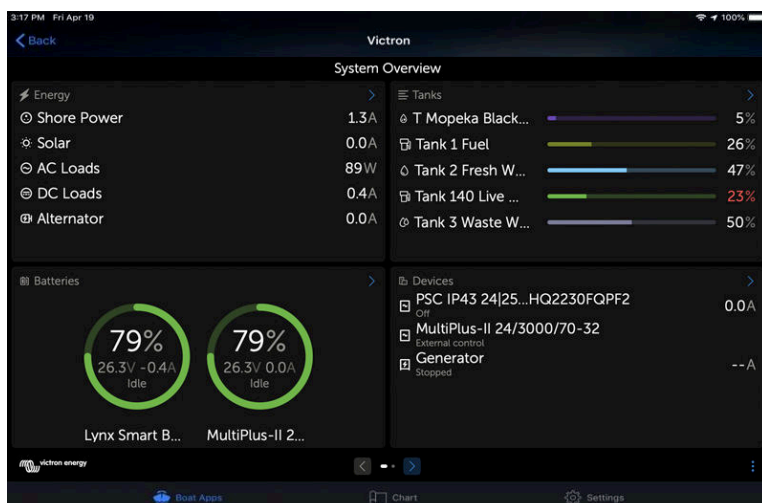 3:17 PM Fri Apr 19
100%
Back
Victron
System Overview
Energy
Shore Power 1.3A
Solar 0.0A
AC Loads 89W
DC Loads 0.4A
Alternator 0.0A
Tanks
T Mopeka Black... 5%
Tank 1 Fuel 26%
Tank 2 Fresh W... 47%
Tank 140 Live ... 23%
Tank 3 Waste W... 50%
Batteries
79%
26.3V -0.4A
Idle
Lynx Smart B...
79%
26.3V 0.0A
Idle
MultiPlus-II 2...
Devices
PSC IP43 24|25...HQ2230FQPF2 0.0A
Off
MultiPlus-II 24/3000/70-32
External control
Generator --A
Stopped
victron energy
Boat Apps
Chart
Settings